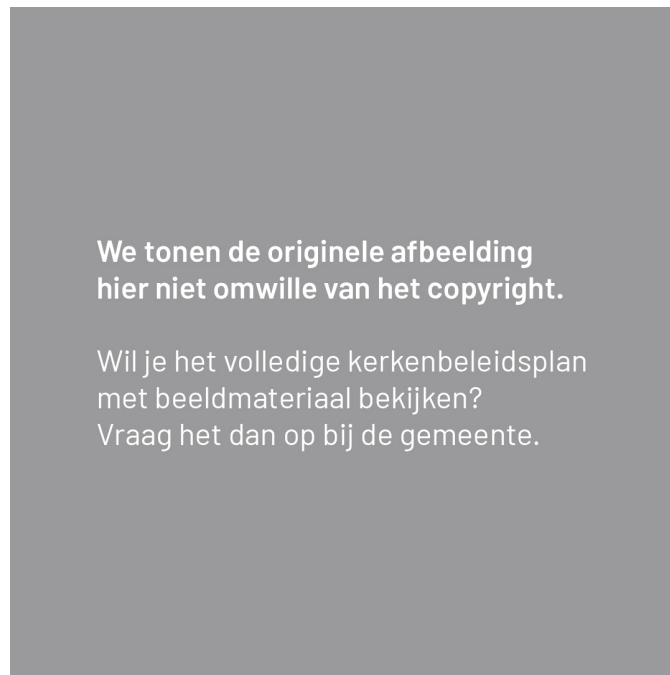 We tonen de originele afbeelding
hier niet omwille van het copyright.
Wil je het volledige kerkenbeleidsplan
met beeldmateriaal bekijken?
Vraag het dan op bij de gemeente.